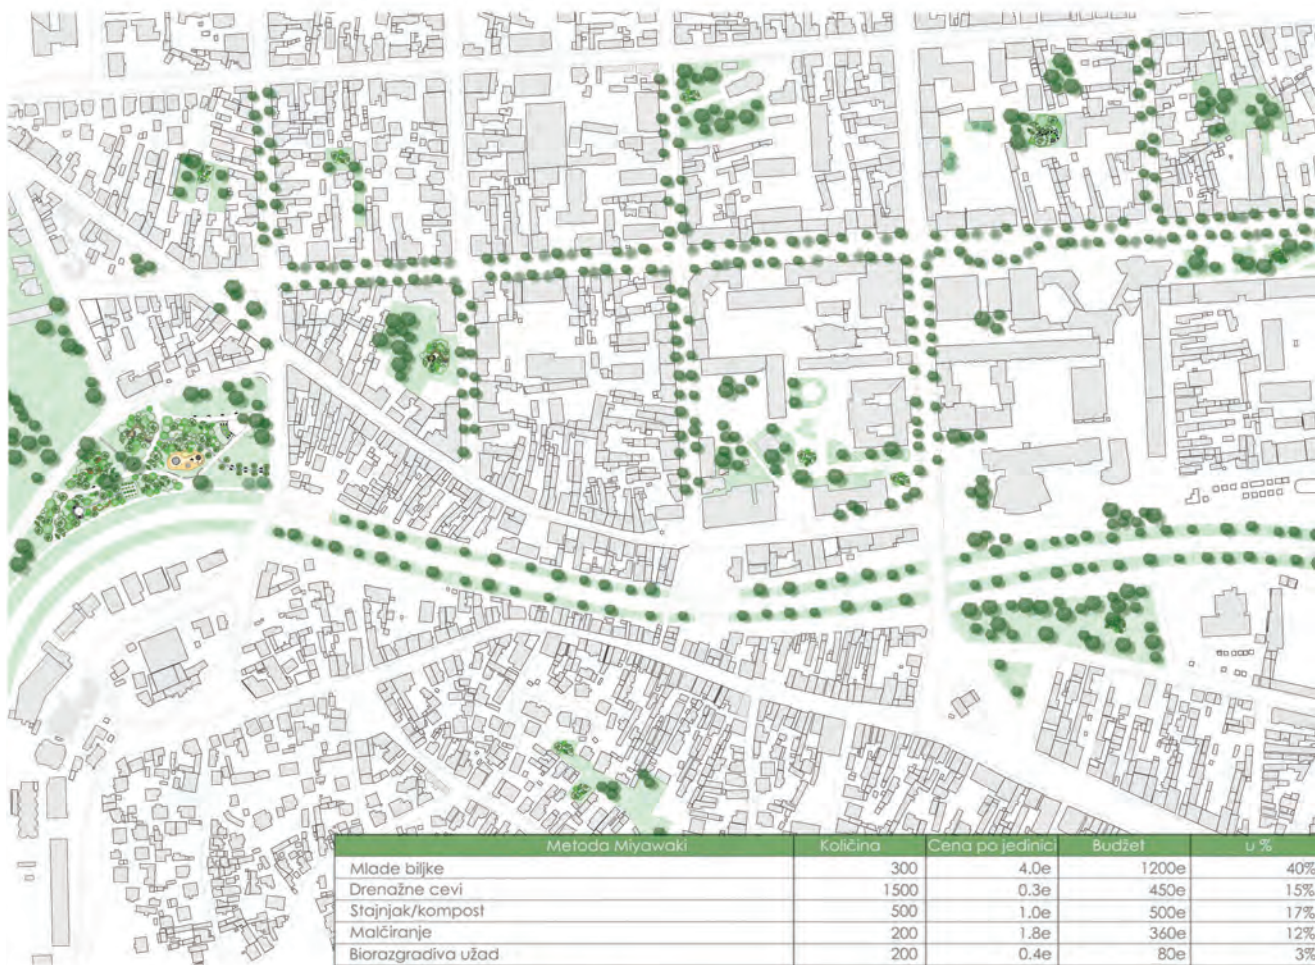 Metoda Miyawaki Količina Cena po jedinici Budžet u %
Mlade biljke 300 4.0e 1200e 40%
Drenažne cevi 1500 0.3e 450e 15%
Stajnjak/kompost 500 1.0e 500e 17%
Malčiranje 200 1.8e 360e 12%
Biorazgradiva užad 200 0.4e 80e 3%